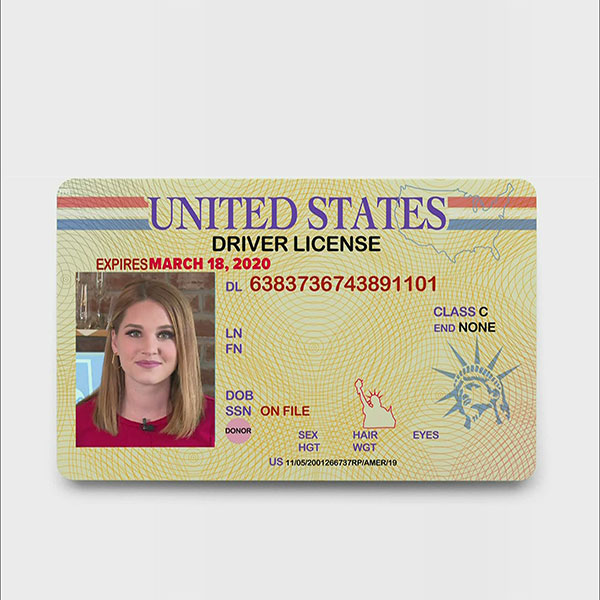 UNITED STATES
DRIVER LICENSE
EXPIRES MARCH 18, 2020
DL 6383736743891101
CLASS C
END NONE
LN
FN
DOB
SSN ON FILE
DONOR
SEX HAIR EYES
HGT WGT
US 11/05/2001266737RP/AMER/19